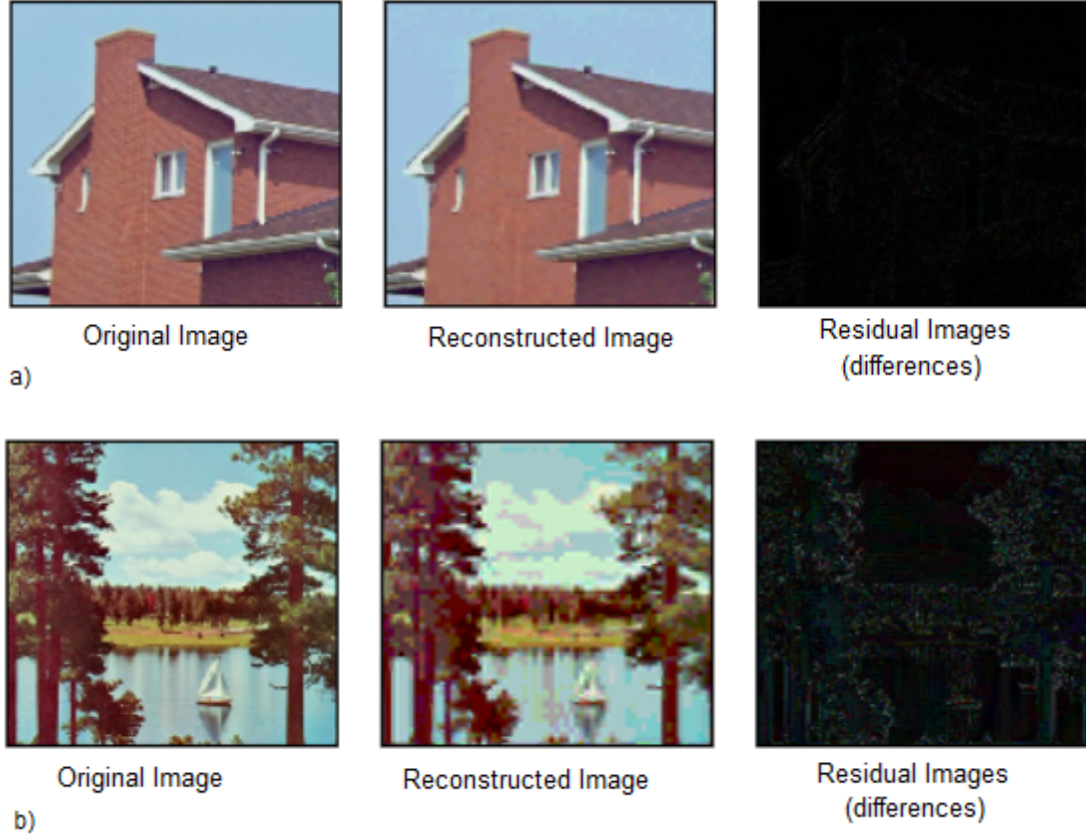 Original Image
Reconstructed Image
Residual Images
(differences)
a)
Original Image
Reconstructed Image
Residual Images
(differences)
b)